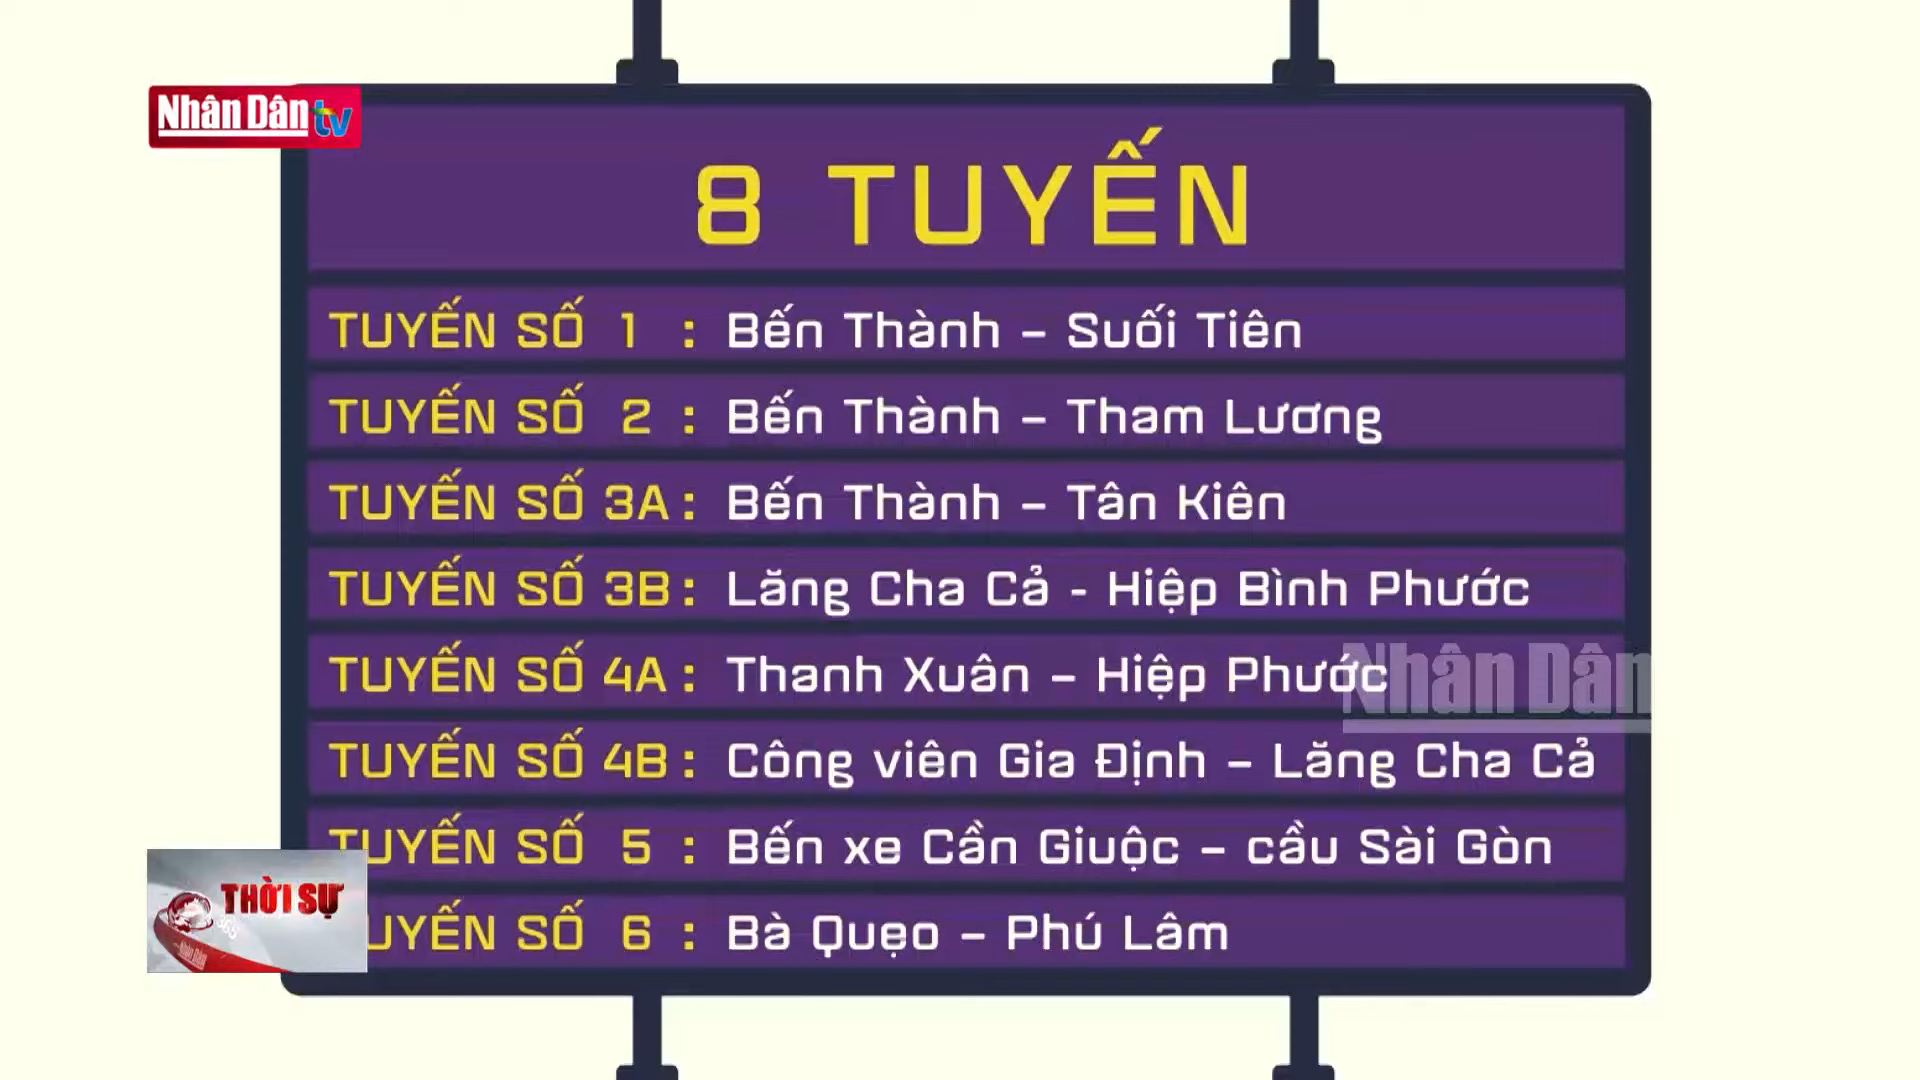 Nhân Dân tv
8 TUYẾN
TUYẾN SỐ 1 : Bến Thành – Suối Tiên
TUYẾN SỐ 2 : Bến Thành – Tham Lương
TUYẾN SỐ 3A : Bến Thành – Tân Kiên
TUYẾN SỐ 3B : Lăng Cha Cả - Hiệp Bình Phước
TUYẾN SỐ 4A : Thanh Xuân – Hiệp Phước
Nhân Dân
TUYẾN SỐ 4B : Công viên Gia Định – Lăng Cha Cả
TUYẾN SỐ 5 : Bến xe Cần Giuộc – cầu Sài Gòn
THỜI SỰ
365
Nhân Dân
UYẾN SỐ 6 : Bà Quẹo – Phú Lâm